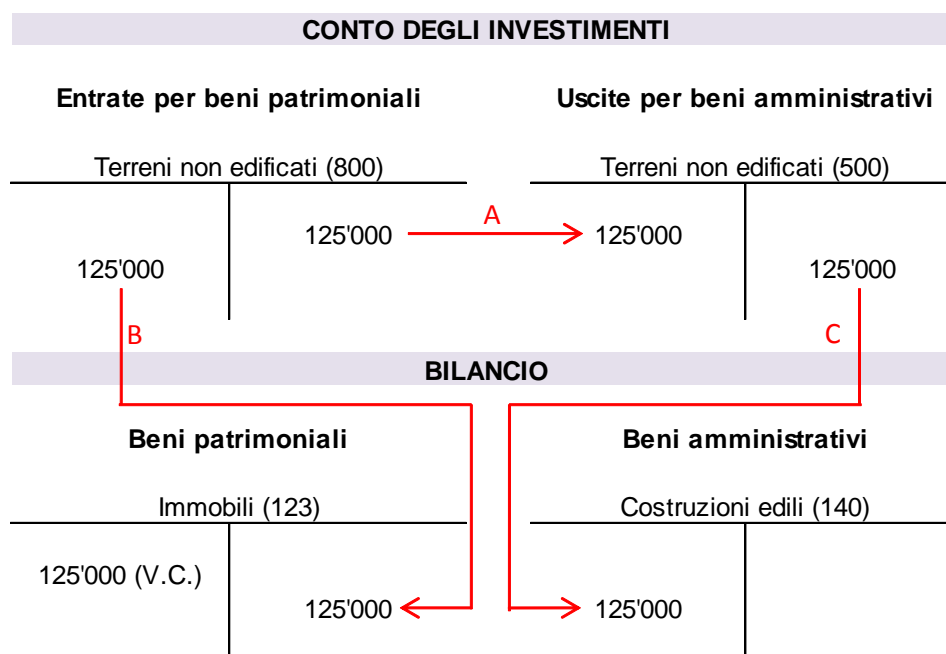 CONTO DEGLI INVESTIMENTI
Entrate per beni patrimoniali
Uscite per beni amministrativi
Terreni non edificati (800)
Terreni non edificati (500)
A
125'000
125'000
125'000
125'000
B
C
BILANCIO
Beni patrimoniali
Beni amministrativi
Immobili (123)
Costruzioni edili (140)
125'000 (V.C.)
125'000
125'000